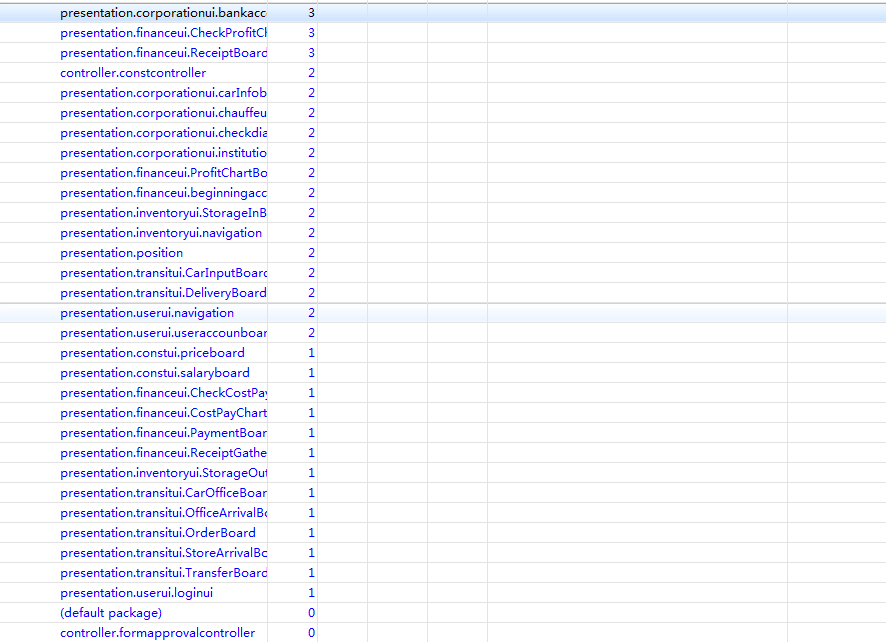 presentation.corporationui.bankacc 3
presentation.financeui.CheckProfitCh 3
presentation.financeui.ReceiptBoard 3
controller.constcontroller 2
presentation.corporationui.carInfob 2
presentation.corporationui.chauffeu 2
presentation.corporationui.checkdia 2
presentation.corporationui.institutio 2
presentation.financeui.ProfitChartBo 2
presentation.financeui.beginningacc 2
presentation.inventoryui.StorageInB 2
presentation.inventoryui.navigation 2
presentation.position 2
presentation.transitui.CarInputBoard 2
presentation.transitui.DeliveryBoard 2
presentation.userui.navigation 2
presentation.userui.useraccounboar 2
presentation.constui.priceboard 1
presentation.constui.salaryboard 1
presentation.financeui.CheckCostPay 1
presentation.financeui.CostPayChart 1
presentation.financeui.PaymentBoar 1
presentation.financeui.ReceiptGathe 1
presentation.inventoryui.StorageOut 1
presentation.transitui.CarOfficeBoar 1
presentation.transitui.OfficeArrivalBo 1
presentation.transitui.OrderBoard 1
presentation.transitui.StoreArrivalBo 1
presentation.transitui.TransferBoard 1
presentation.userui.loginui 1
(default package) 0
controller.formapprovalcontroller 0